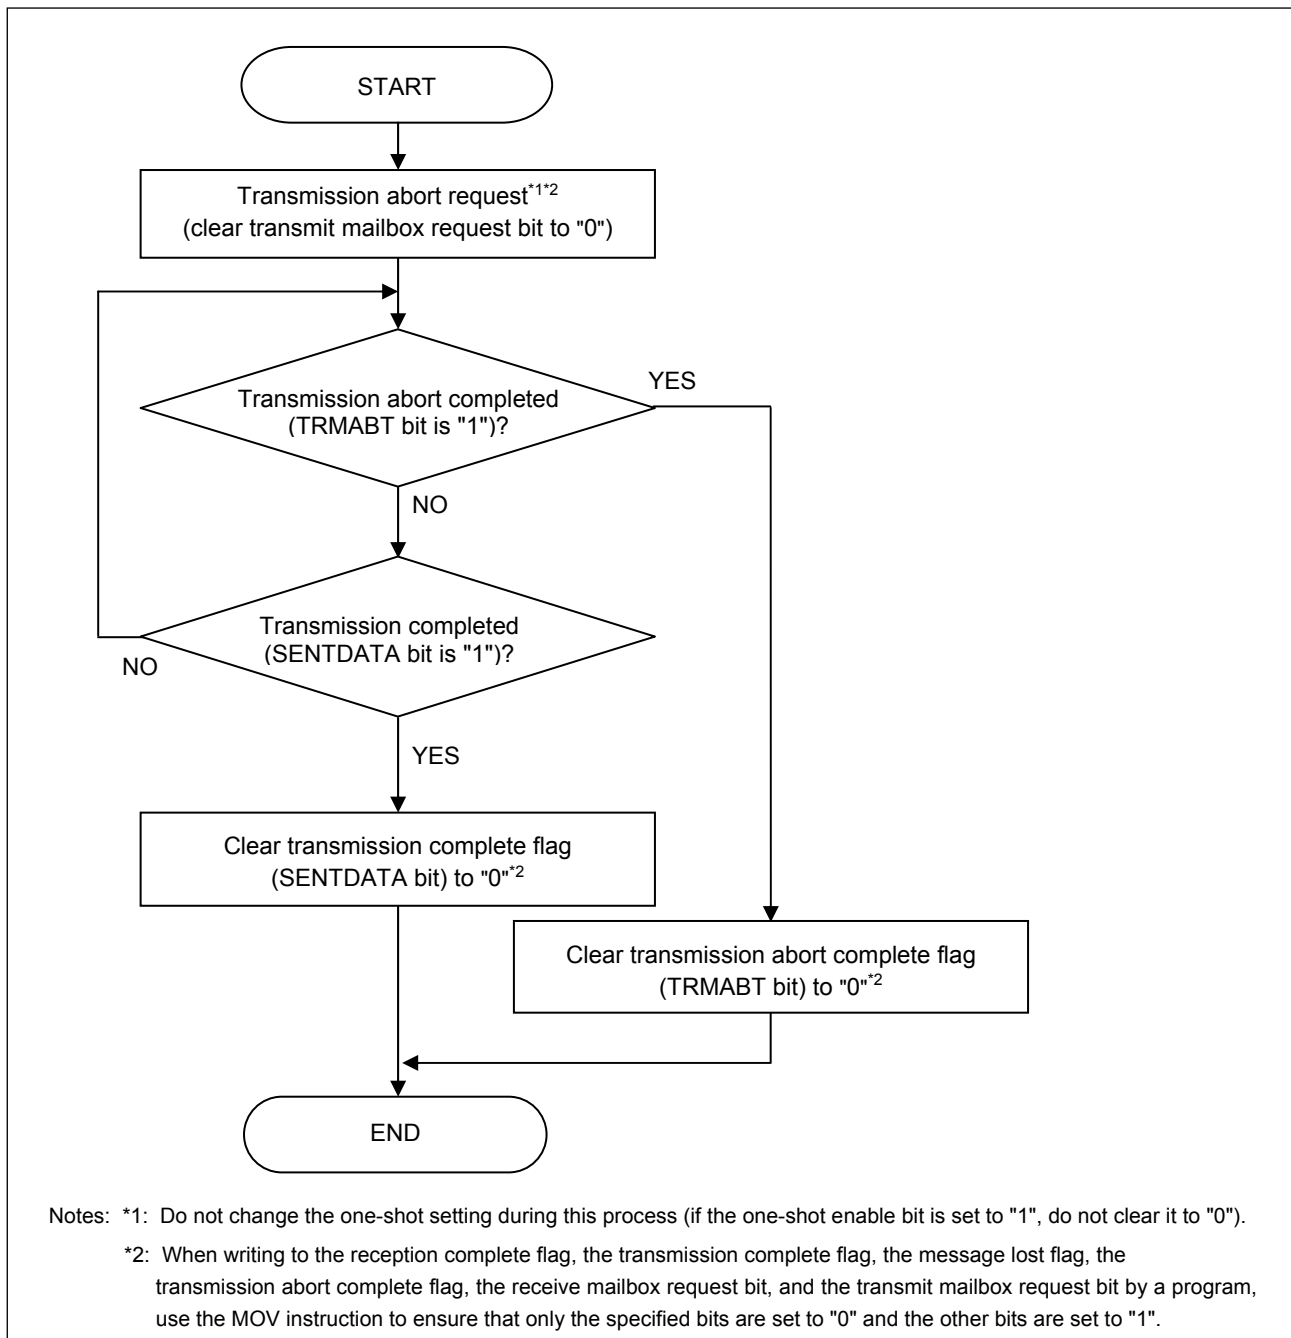 START
Transmission abort request*1*2
(clear transmit mailbox request bit to "0")
Transmission abort completed
(TRMABT bit is "1")?
YES
NO
Transmission completed
(SENTDATA bit is "1")?
NO
YES
Clear transmission complete flag
(SENTDATA bit) to "0"*2
Clear transmission abort complete flag
(TRMABT bit) to "0"*2
END
Notes: *1: Do not change the one-shot setting during this process (if the one-shot enable bit is set to "1", do not clear it to "0").
*2: When writing to the reception complete flag, the transmission complete flag, the message lost flag, the
transmission abort complete flag, the receive mailbox request bit, and the transmit mailbox request bit by a program,
use the MOV instruction to ensure that only the specified bits are set to "0" and the other bits are set to "1".